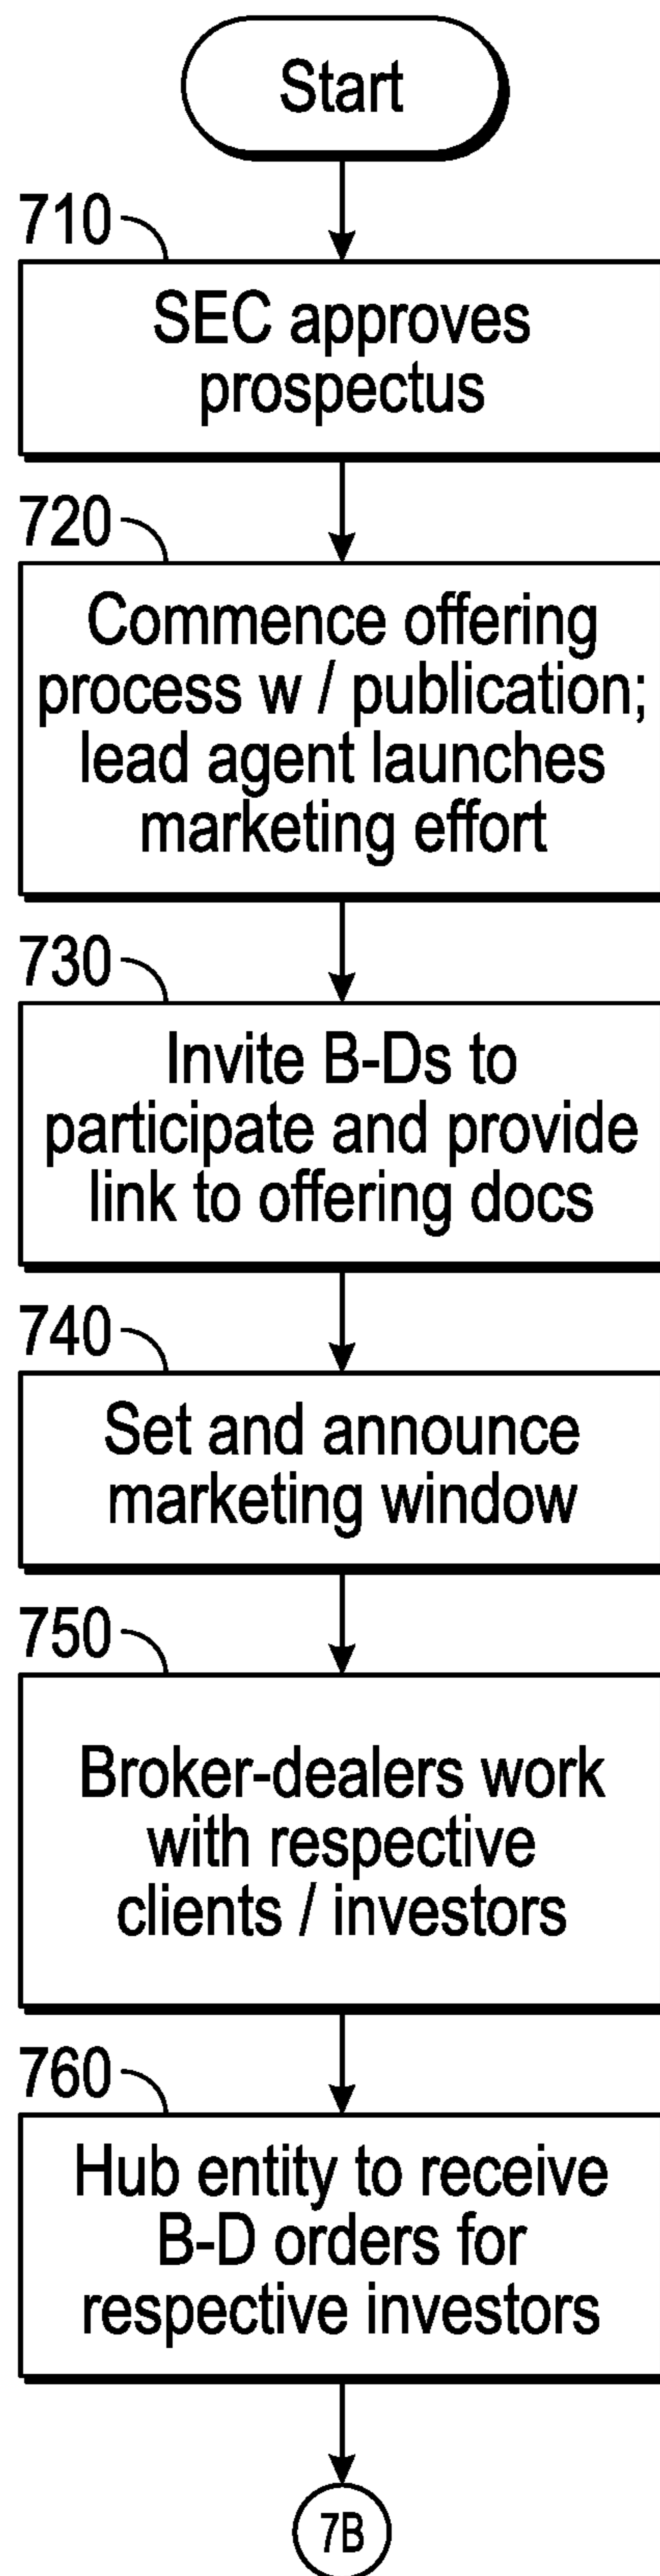 Start
710
SEC approves
prospectus
720
Commence offering
process w / publication;
lead agent launches
marketing effort
730
Invite B-Ds to
participate and provide
link to offering docs
740
Set and announce
marketing window
750
Broker-dealers work
with respective
clients / investors
760
Hub entity to receive
B-D orders for
respective investors
7B